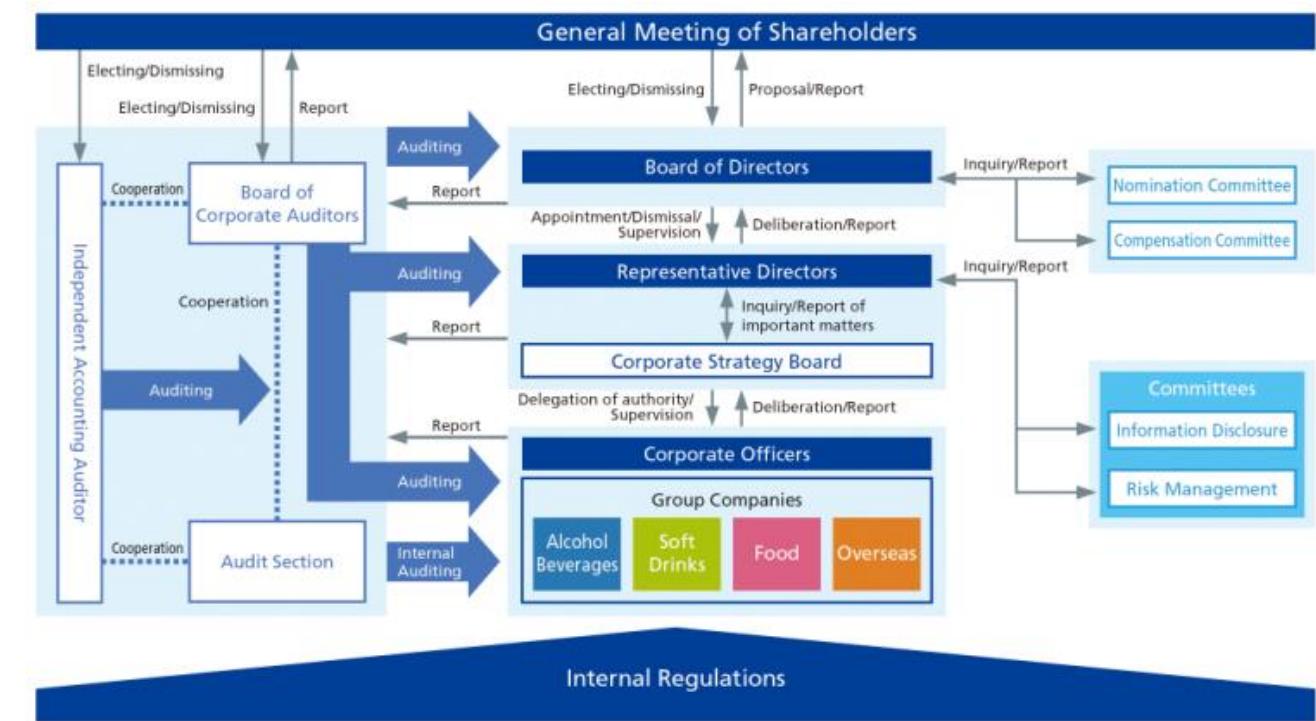 General Meeting of Shareholders
Electing/Dismissing
Electing/Dismissing
Report
Electing/Dismissing
Proposal/Report
Auditing
Board of Directors
Inquiry/Report
Nomination Committee
Compensation Committee
Cooperation
Board of
Corporate Auditors
Report
Appointment/Dismissal/
Supervision
Deliberation/Report
Independent Accounting Auditor
Auditing
Representative Directors
Inquiry/Report
Cooperation
Inquiry/Report of
important matters
Report
Corporate Strategy Board
Auditing
Delegation of authority/
Supervision
Deliberation/Report
Committees
Information Disclosure
Risk Management
Report
Corporate Officers
Auditing
Group Companies
Alcohol
Beverages
Soft
Drinks
Food
Overseas
Cooperation
Audit Section
Internal
Auditing
Internal Regulations